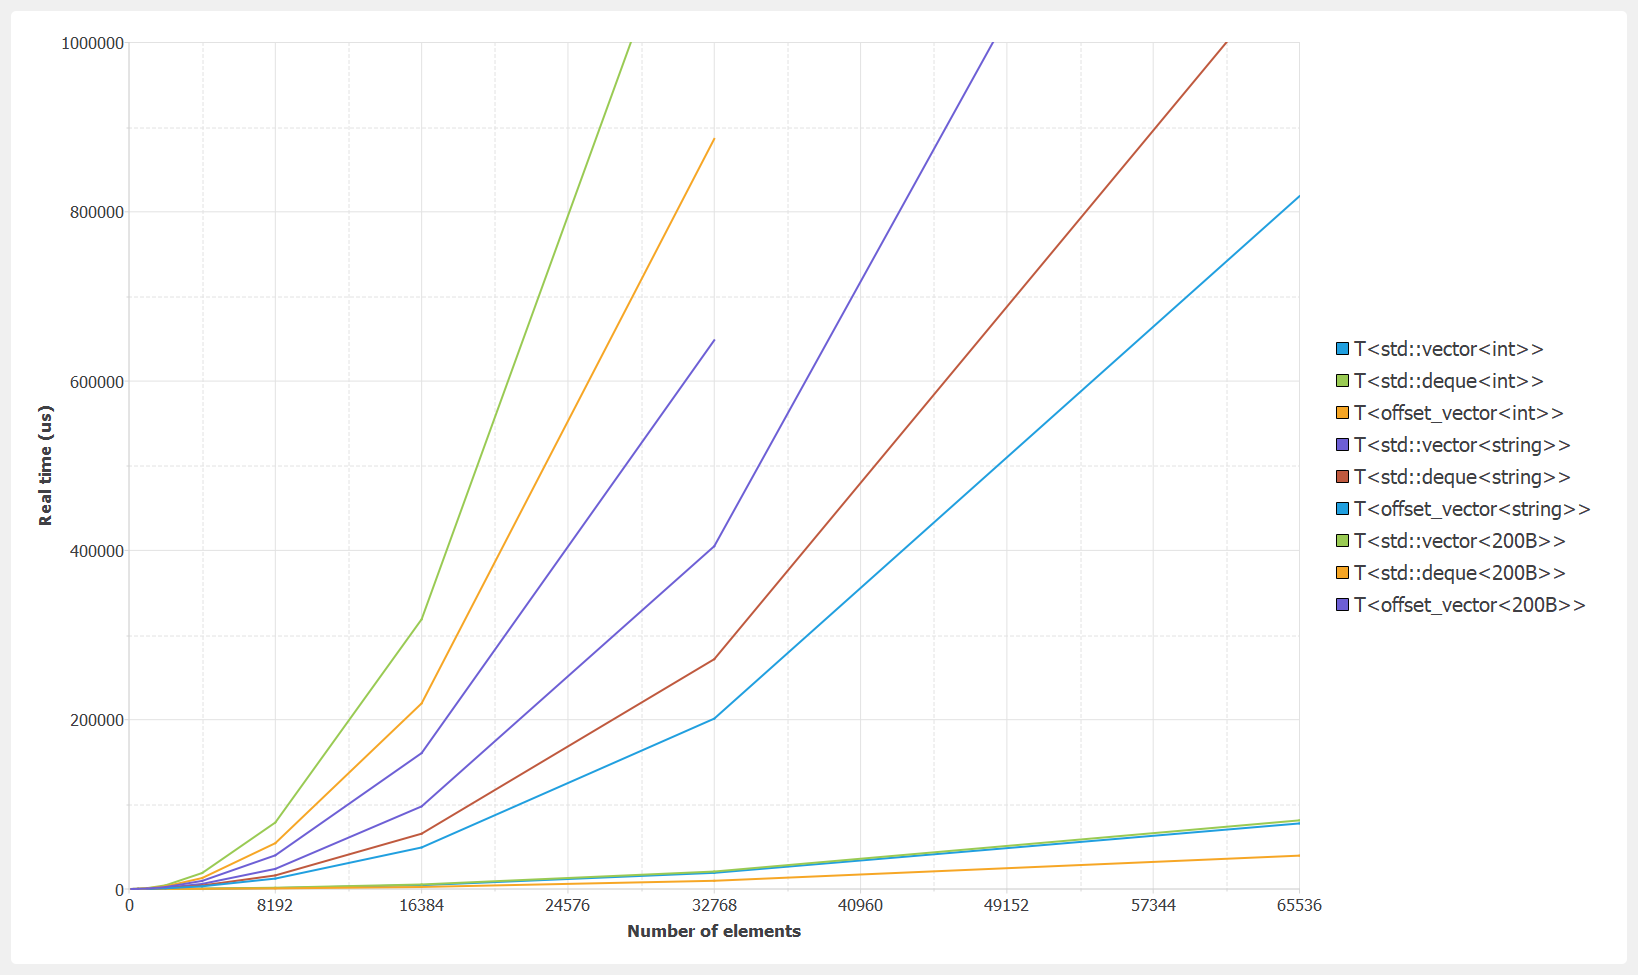 1000000
800000
600000
400000
200000
0
Real time (us)
0 8192 16384 24576 32768 40960 49152 57344 65536
Number of elements
T<std::vector<int>>
T<std::deque<int>>
T<offset_vector<int>>
T<std::vector<string>>
T<std::deque<string>>
T<offset_vector<string>>
T<std::vector<200B>>
T<std::deque<200B>>
T<offset_vector<200B>>